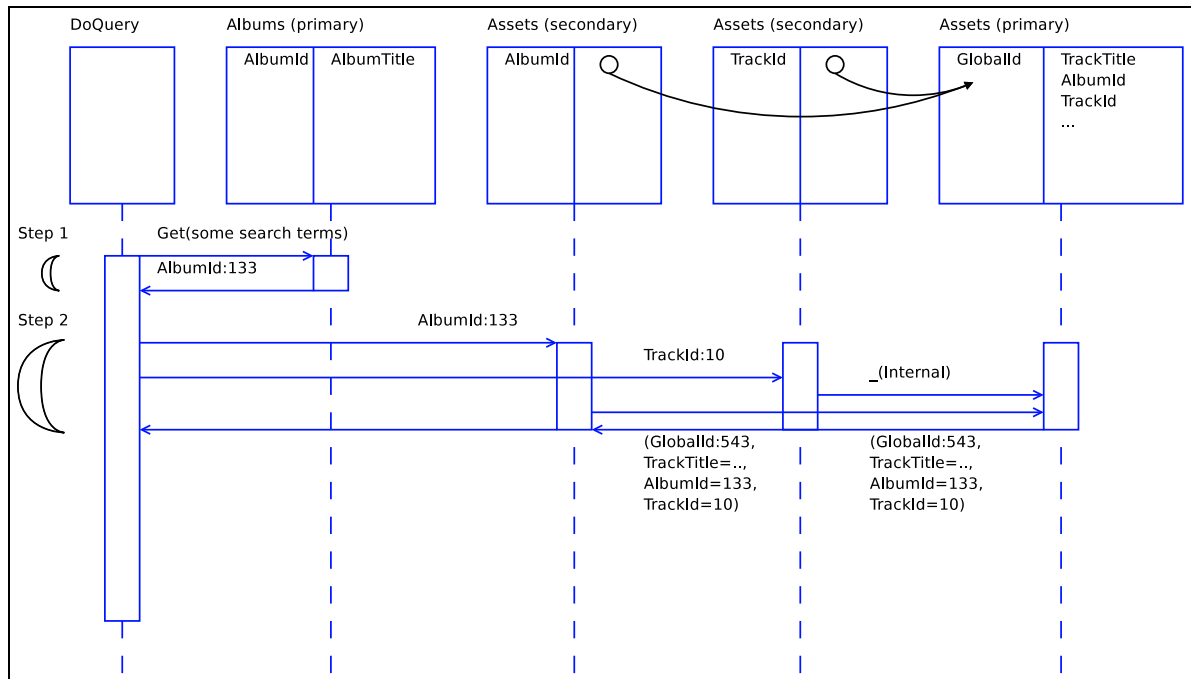 DoQuery
Albums (primary)
Assets (secondary)
Assets (secondary)
Assets (primary)
AlbumId
AlbumTitle
AlbumId
TrackId
GlobalId
TrackTitle
AlbumId
TrackId
...
Step 1
Get(some search terms)
AlbumId:133
Step 2
AlbumId:133
TrackId:10
_(Internal)
(GlobalId:543,
TrackTitle=..,
AlbumId=133,
TrackId=10)
(GlobalId:543,
TrackTitle=..,
AlbumId=133,
TrackId=10)